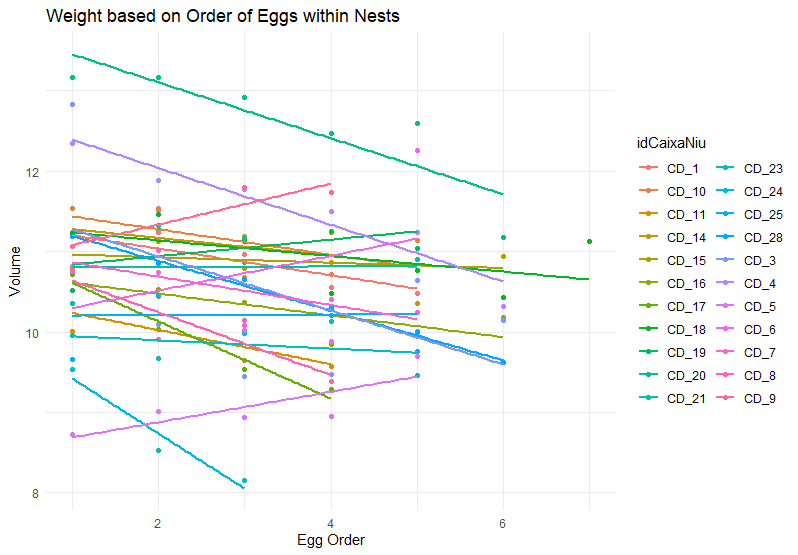 Weight based on Order of Eggs within Nests
Volume
12
10
8
2
4
6
Egg Order
idCaixaNiu
CD_1
CD_10
CD_11
CD_14
CD_15
CD_16
CD_17
CD_18
CD_19
CD_20
CD_21
CD_23
CD_24
CD_25
CD_28
CD_3
CD_4
CD_5
CD_6
CD_7
CD_8
CD_9